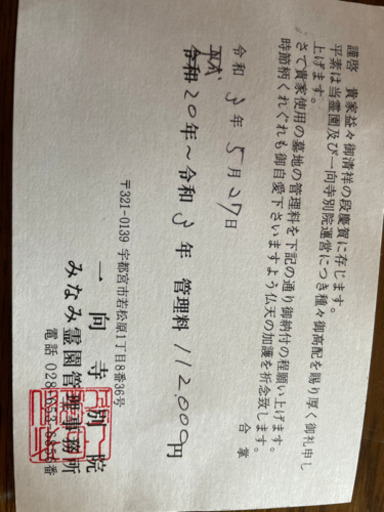 謹啓　貴家益々御清祥の段慶賀に存じます。
平素は当霊園及び一向寺別院運営につき種々御高配を賜り厚く御礼申し
上げます。
さて貴家使用の墓地の管理料を下記の通り御納付の程願い上げます。
時節柄くれぐれも御自愛下さいますよう仏天の加護を祈念致します。
合掌
令和 3年 5月 27日
平成
令和20年〜令和 3年 管理料 112.000円
〒321-0139 宇都宮市若松原1丁目8番36号
一向寺別院
みなみ霊園管理事務所
電話 028
番